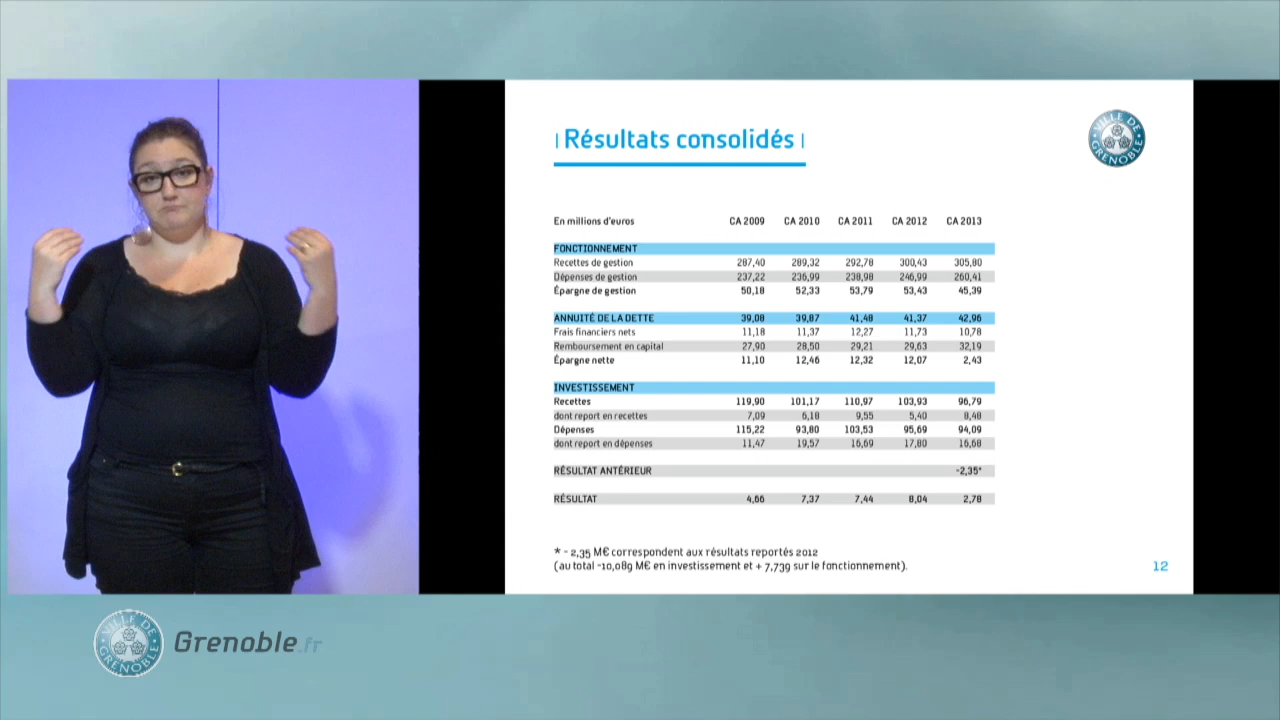 | Résultats consolidés |
VILLE DE GRENOBLE
En millions d'euros CA 2009 CA 2010 CA 2011 CA 2012 CA 2013
FONCTIONNEMENT
Recettes de gestion 287,40 289,32 292,78 300,43 305,80
Dépenses de gestion 237,22 236,99 238,98 246,99 260,41
Épargne de gestion 50,18 52,33 53,79 53,43 45,39
ANNUITÉ DE LA DETTE 39,08 39,87 41,48 41,37 42,96
Frais financiers nets 11,18 11,37 12,27 11,73 10,78
Remboursement en capital 27,90 28,50 29,21 29,63 32,19
Épargne nette 11,10 12,46 12,32 12,07 2,43
INVESTISSEMENT
Recettes 119,90 101,17 110,97 103,93 96,79
dont report en recettes 7,09 6,18 9,55 5,40 8,48
Dépenses 115,22 93,80 103,53 95,69 94,09
dont report en dépenses 11,47 19,57 16,69 17,80 16,68
RÉSULTAT ANTÉRIEUR -2,35*
RÉSULTAT 4,66 7,37 7,44 8,04 2,78
* - 2,35 M€ correspondent aux résultats reportés 2012
(au total -10,089 M€ en investissement et + 7,739 sur le fonctionnement).
12
VILLE DE GRENOBLE
Grenoble.fr